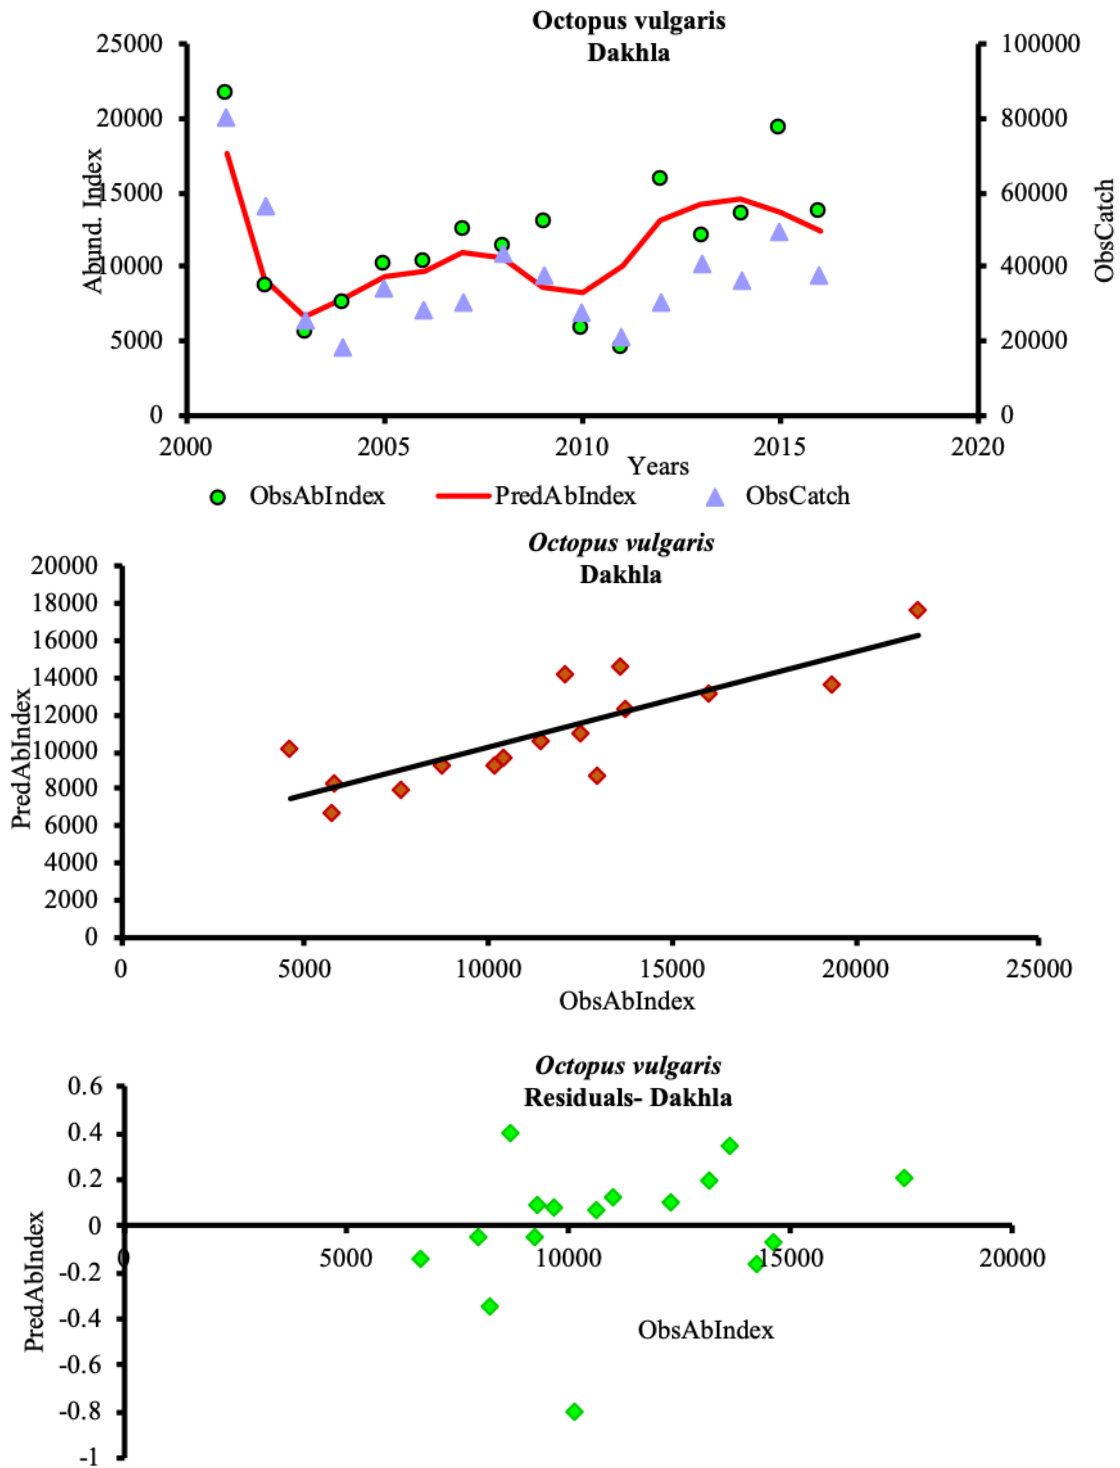 Octopus vulgaris
Dakhla
25000
20000
15000
10000
5000
0
Abund. Index
100000
80000
60000
40000
20000
0
ObsCatch
2000 2005 2010 2015 2020
Years
ObsAbIndex PredAbIndex ObsCatch
Octopus vulgaris
Dakhla
20000
18000
16000
14000
12000
10000
8000
6000
4000
2000
0
PredAbIndex
0 5000 10000 15000 20000 25000
ObsAbIndex
Octopus vulgaris
Residuals- Dakhla
0.6
0.4
0.2
0
-0.2
-0.4
-0.6
-0.8
-1
PredAbIndex
0 5000 10000 15000 20000
ObsAbIndex